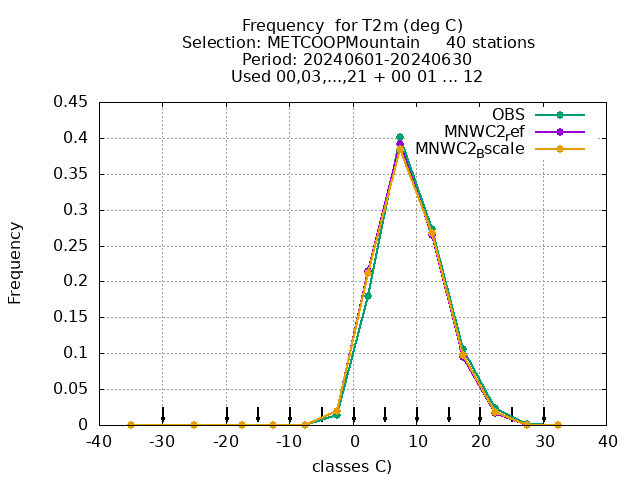 Frequency  for T2m (deg C)
Selection: METCOOPMountain     40 stations
Period: 20240601-20240630
Used 00,03,...,21 + 00 01 ... 12
0.45
0.4
0.35
0.3
0.25
0.2
0.15
0.1
0.05
0
OBS
MNWC2ref
MNWC2Bscale
Frequency
-40 -30 -20 -10 0 10 20 30 40
classes C)